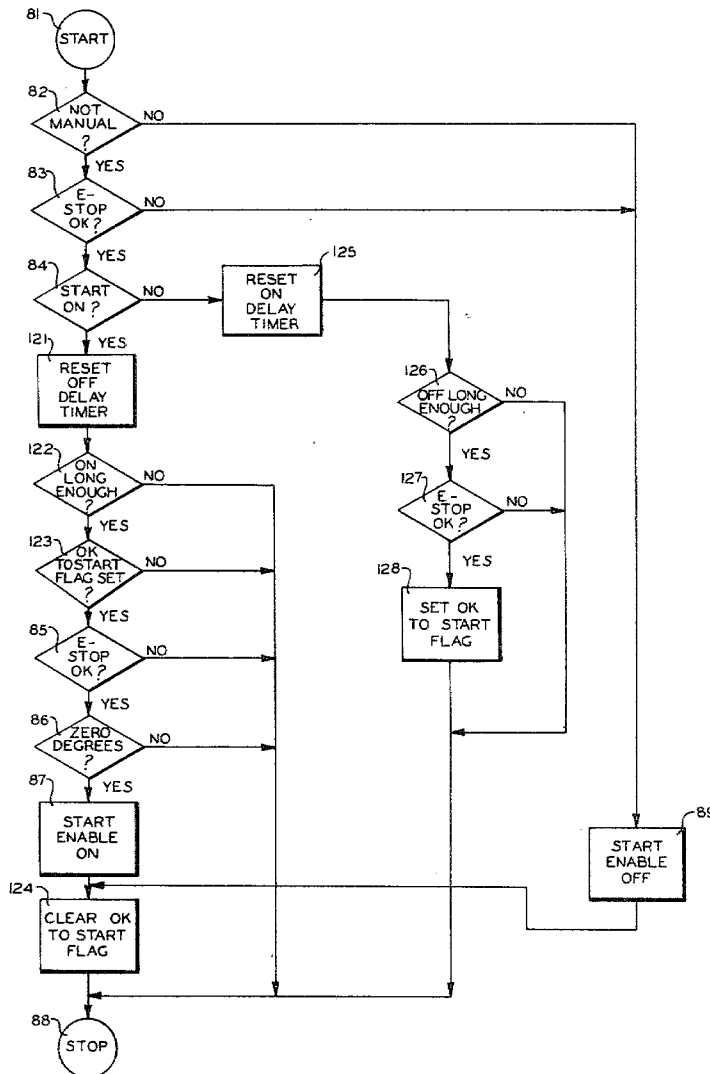 81
START
82
NOT
MANUAL
?
NO
YES
83
E-
STOP
OK?
NO
YES
84
START
ON?
NO
YES
125
RESET
ON
DELAY
TIMER
121
RESET
OFF
DELAY
TIMER
126
OFF LONG
ENOUGH
?
NO
YES
122
ON
LONG
ENOUGH
?
NO
YES
127
E-
STOP
OK?
NO
YES
123
OK
TO START
FLAG SET
?
NO
YES
128
SET OK
TO START
FLAG
85
E-
STOP
OK?
NO
YES
86
ZERO
DEGREES
?
NO
YES
87
START
ENABLE
ON
89
START
ENABLE
OFF
124
CLEAR OK
TO START
FLAG
88
STOP